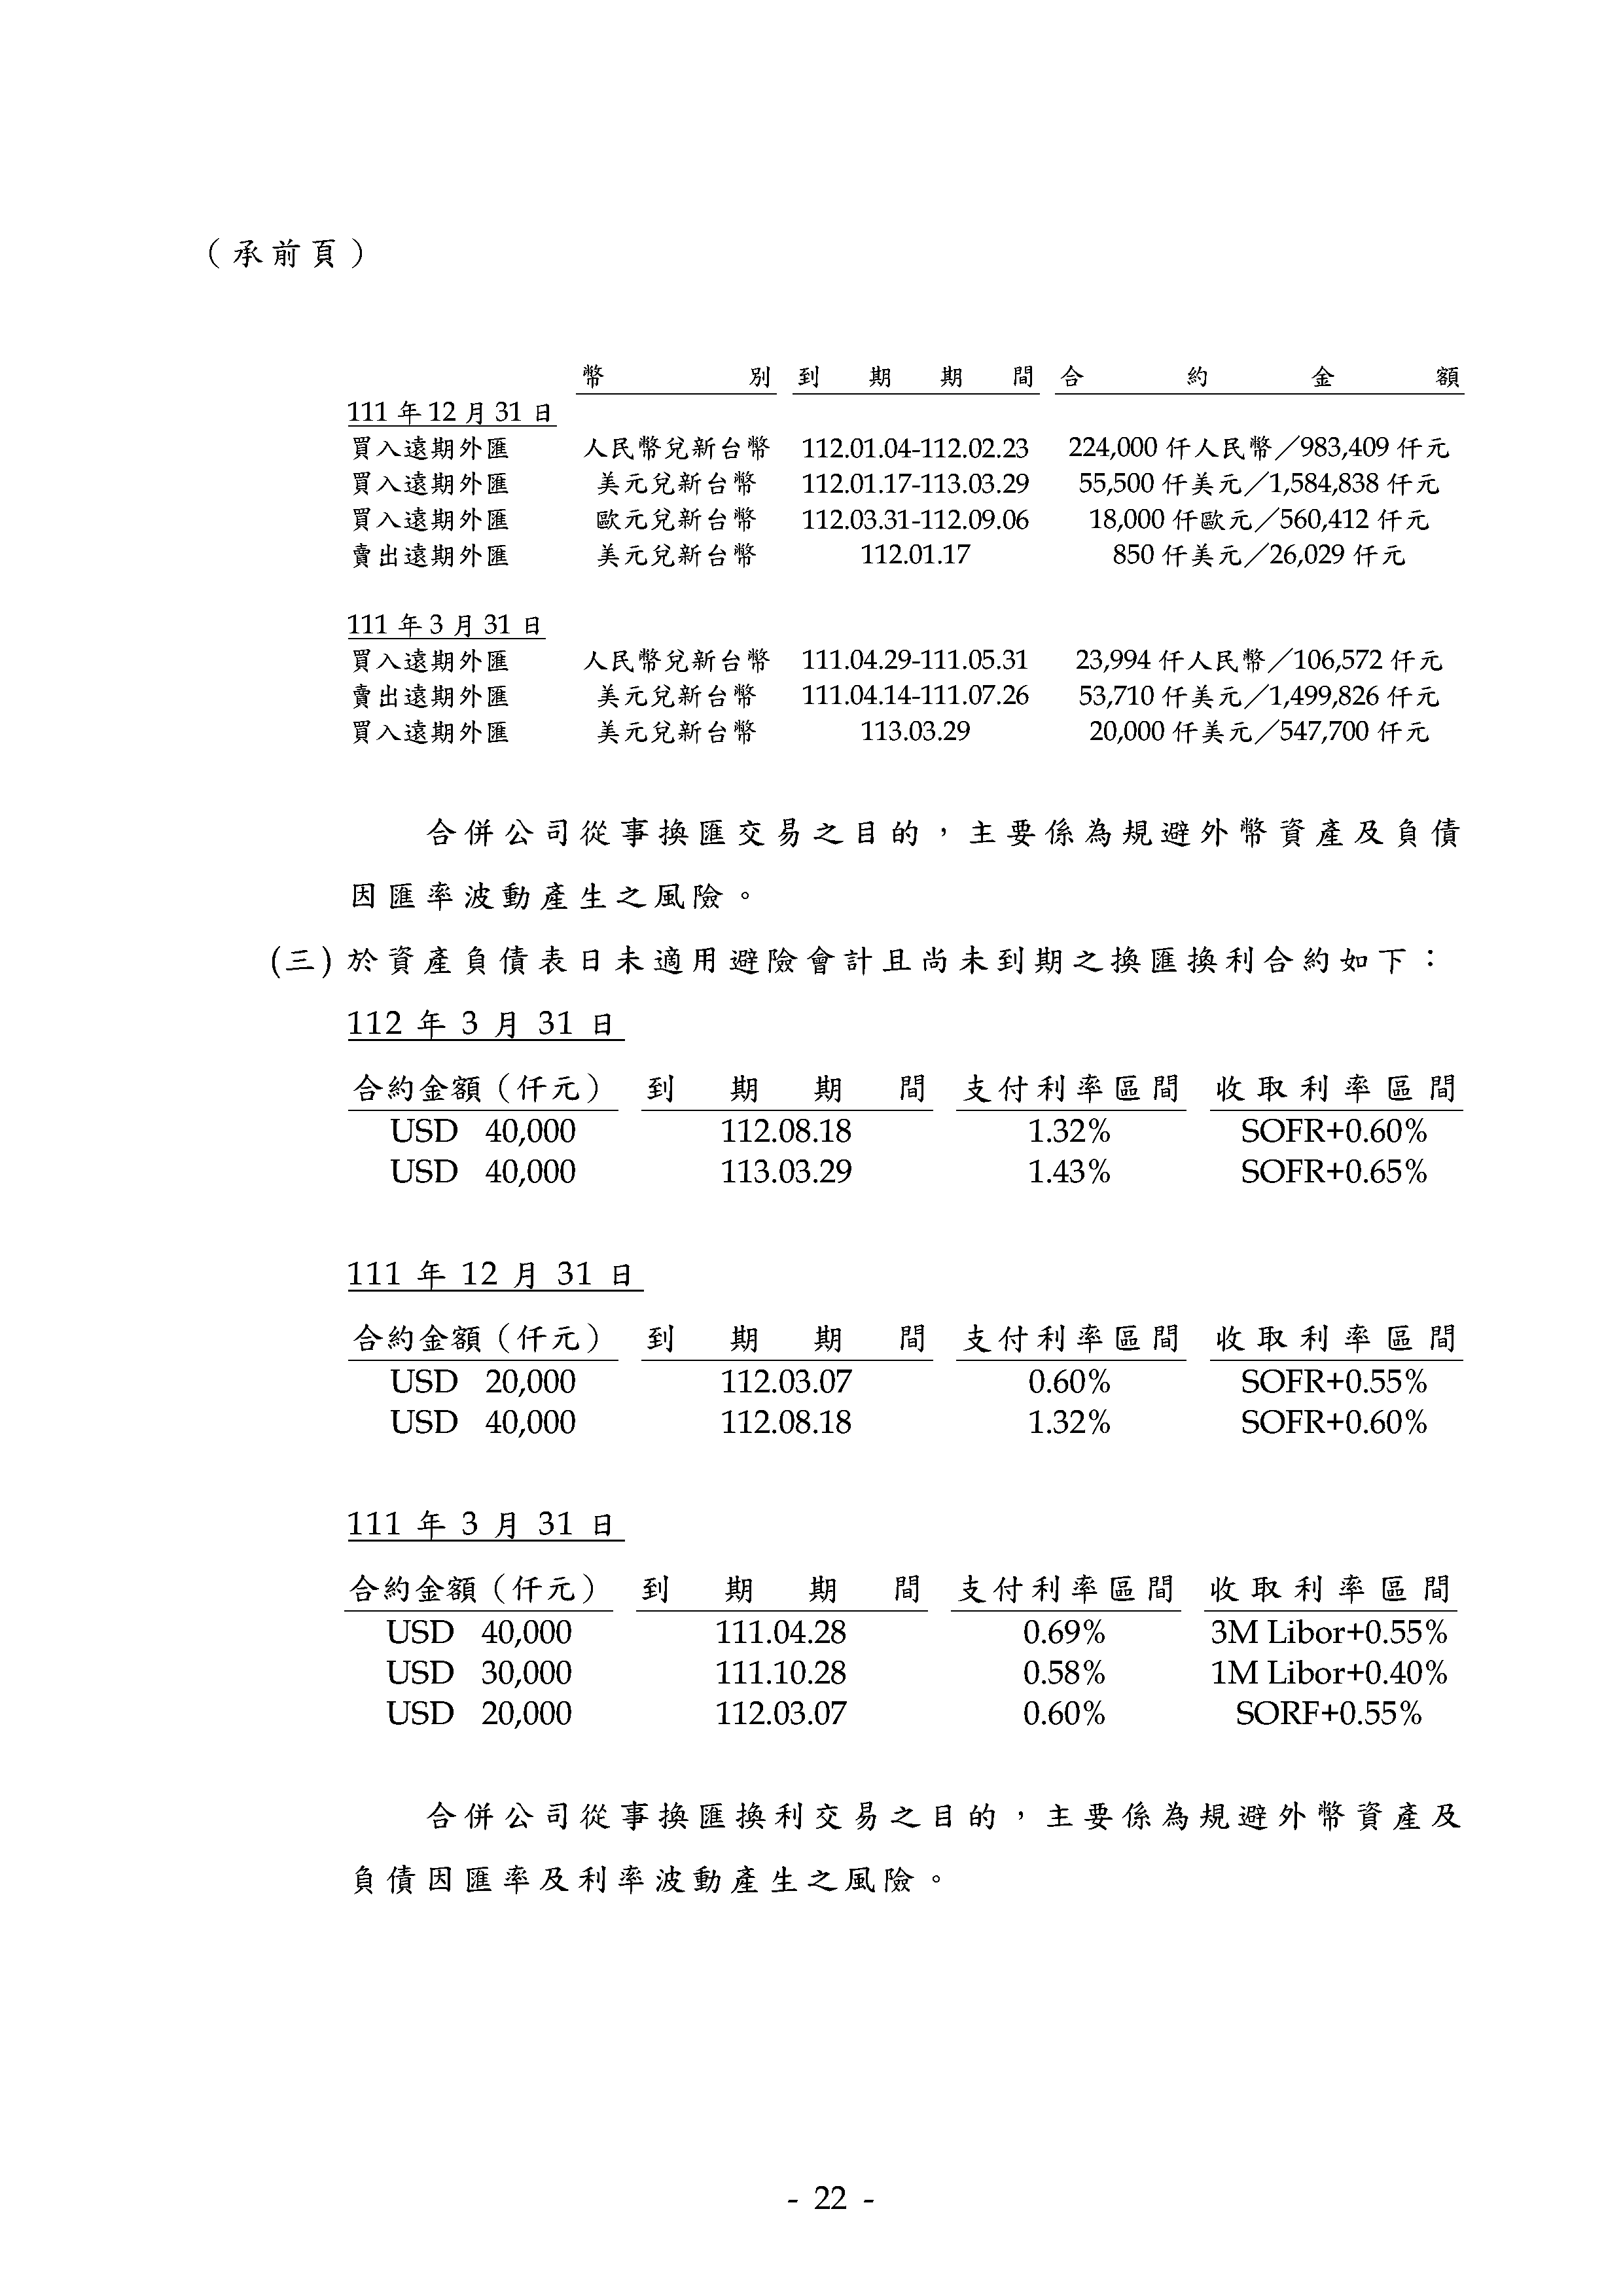 （承前頁）
幣別 到期期間 合約金額
111 年 12 月 31 日
買入遠期外匯 人民幣兌新台幣 112.01.04-112.02.23 224,000 仟人民幣／983,409 仟元
買入遠期外匯 美元兌新台幣 112.01.17-113.03.29 55,500 仟美元／1,584,838 仟元
買入遠期外匯 歐元兌新台幣 112.03.31-112.09.06 18,000 仟歐元／560,412 仟元
賣出遠期外匯 美元兌新台幣 112.01.17 850 仟美元／26,029 仟元
111 年 3 月 31 日
買入遠期外匯 人民幣兌新台幣 111.04.29-111.05.31 23,994 仟人民幣／106,572 仟元
賣出遠期外匯 美元兌新台幣 111.04.14-111.07.26 53,710 仟美元／1,499,826 仟元
買入遠期外匯 美元兌新台幣 113.03.29 20,000 仟美元／547,700 仟元
合併公司從事換匯交易之目的，主要係為規避外幣資產及負債
因匯率波動產生之風險。
(三) 於資產負債表日未適用避險會計且尚未到期之換匯換利合約如下：
112 年 3 月 31 日
合約金額（仟元） 到期期間 支付利率區間 收取利率區間
USD 40,000 112.08.18 1.32% SOFR+0.60%
USD 40,000 113.03.29 1.43% SOFR+0.65%
111 年 12 月 31 日
合約金額（仟元） 到期期間 支付利率區間 收取利率區間
USD 20,000 112.03.07 0.60% SOFR+0.55%
USD 40,000 112.08.18 1.32% SOFR+0.60%
111 年 3 月 31 日
合約金額（仟元） 到期期間 支付利率區間 收取利率區間
USD 40,000 111.04.28 0.69% 3M Libor+0.55%
USD 30,000 111.10.28 0.58% 1M Libor+0.40%
USD 20,000 112.03.07 0.60% SORF+0.55%
合併公司從事換匯換利交易之目的，主要係為規避外幣資產及
負債因匯率及利率波動產生之風險。
- 22 -